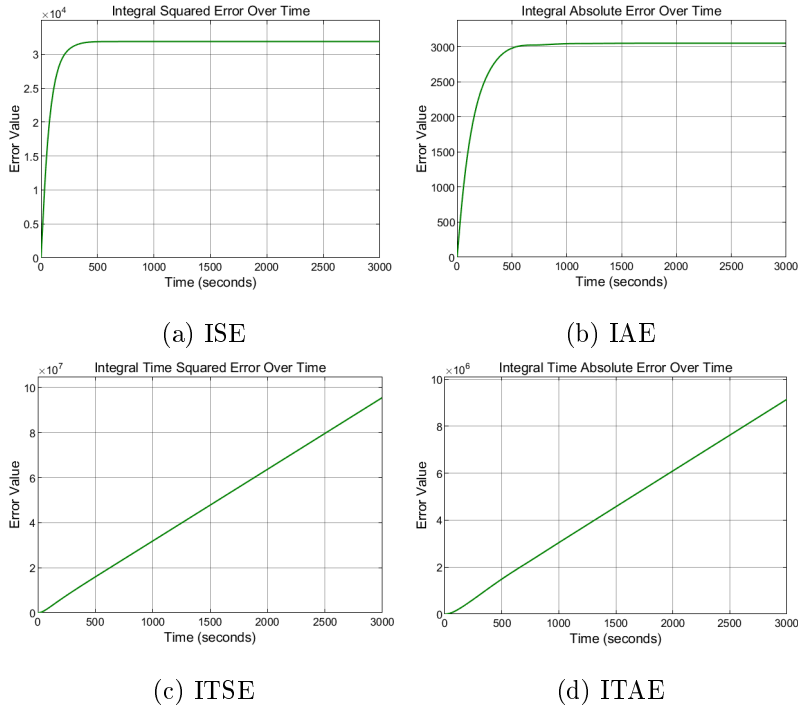 Integral Squared Error Over Time
×10⁴
3
2.5
2
1.5
1
0.5
0
Error Value
0 500 1000 1500 2000 2500 3000
Time (seconds)
(a) ISE
Integral Absolute Error Over Time
3000
2500
2000
1500
1000
500
0
Error Value
0 500 1000 1500 2000 2500 3000
Time (seconds)
(b) IAE
Integral Time Squared Error Over Time
×10⁷
10
8
6
4
2
0
Error Value
0 500 1000 1500 2000 2500 3000
Time (seconds)
(c) ITSE
Integral Time Absolute Error Over Time
×10⁶
10
8
6
4
2
0
Error Value
0 500 1000 1500 2000 2500 3000
Time (seconds)
(d) ITAE